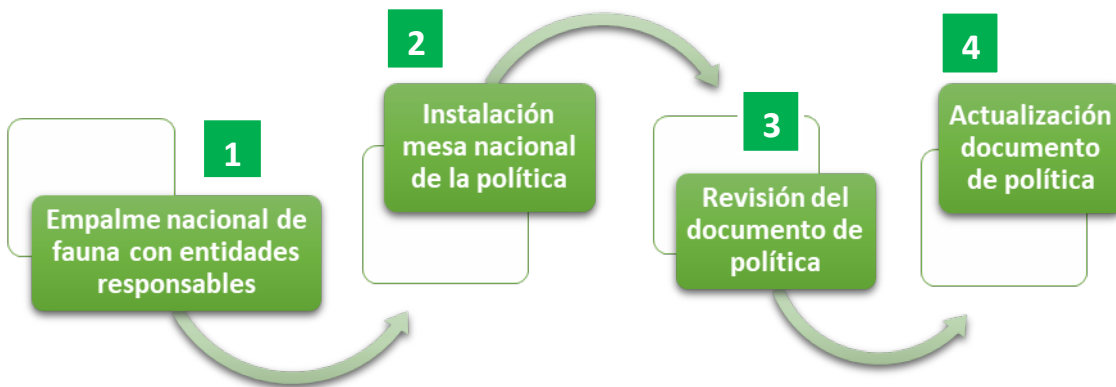 1
Empalme nacional de
fauna con entidades
responsables
2
Instalación
mesa nacional
de la política
3
Revisión del
documento de
política
4
Actualización
documento
de política